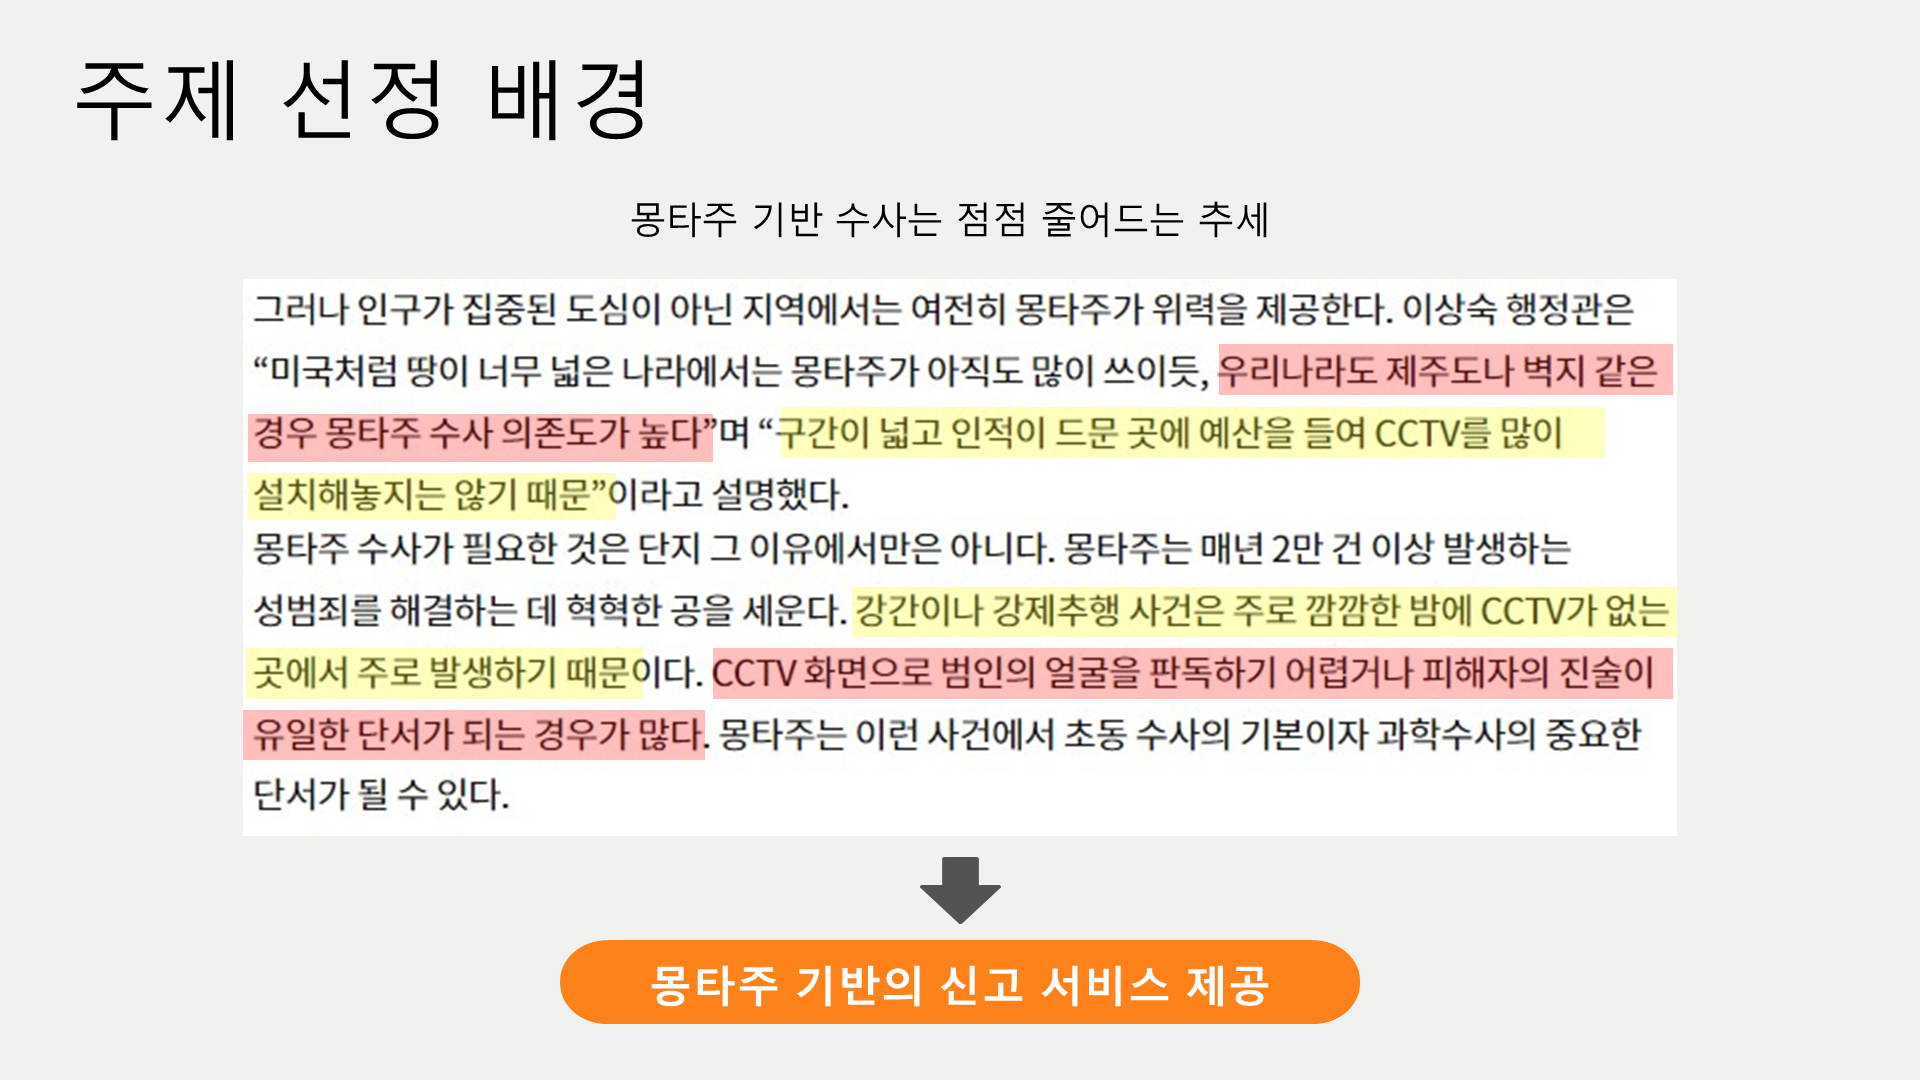 주제 선정 배경
몽타주 기반 수사는 점점 줄어드는 추세
그러나 인구가 집중된 도심이 아닌 지역에서는 여전히 몽타주가 위력을 제공한다. 이상숙 행정관은
“미국처럼 땅이 너무 넓은 나라에서는 몽타주가 아직도 많이 쓰이듯, 우리나라도 제주도나 벽지 같은
경우 몽타주 수사 의존도가 높다”며 “구간이 넓고 인적이 드문 곳에 예산을 들여 CCTV를 많이
설치해놓지는 않기 때문”이라고 설명했다.
몽타주 수사가 필요한 것은 단지 그 이유에서만은 아니다. 몽타주는 매년 2만 건 이상 발생하는
성범죄를 해결하는 데 혁혁한 공을 세운다. 강간이나 강제추행 사건은 주로 깜깜한 밤에 CCTV가 없는
곳에서 주로 발생하기 때문이다. CCTV 화면으로 범인의 얼굴을 판독하기 어렵거나 피해자의 진술이
유일한 단서가 되는 경우가 많다. 몽타주는 이런 사건에서 초동 수사의 기본이자 과학수사의 중요한
단서가 될 수 있다.
몽타주 기반의 신고 서비스 제공